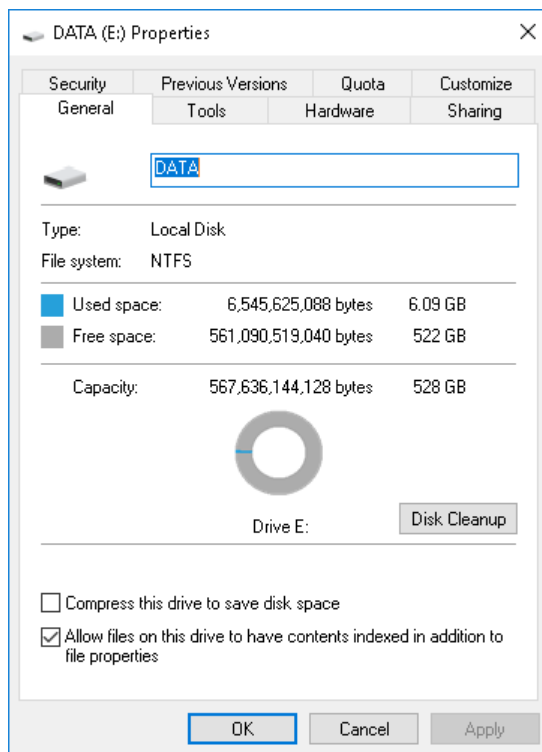 DATA (E:) Properties
Security Previous Versions Quota Customize
General Tools Hardware Sharing
DATA
Type: Local Disk
File system: NTFS
Used space: 6,545,625,088 bytes 6.09 GB
Free space: 561,090,519,040 bytes 522 GB
Capacity: 567,636,144,128 bytes 528 GB
Drive E:
Disk Cleanup
Compress this drive to save disk space
Allow files on this drive to have contents indexed in addition to
file properties
OK Cancel Apply